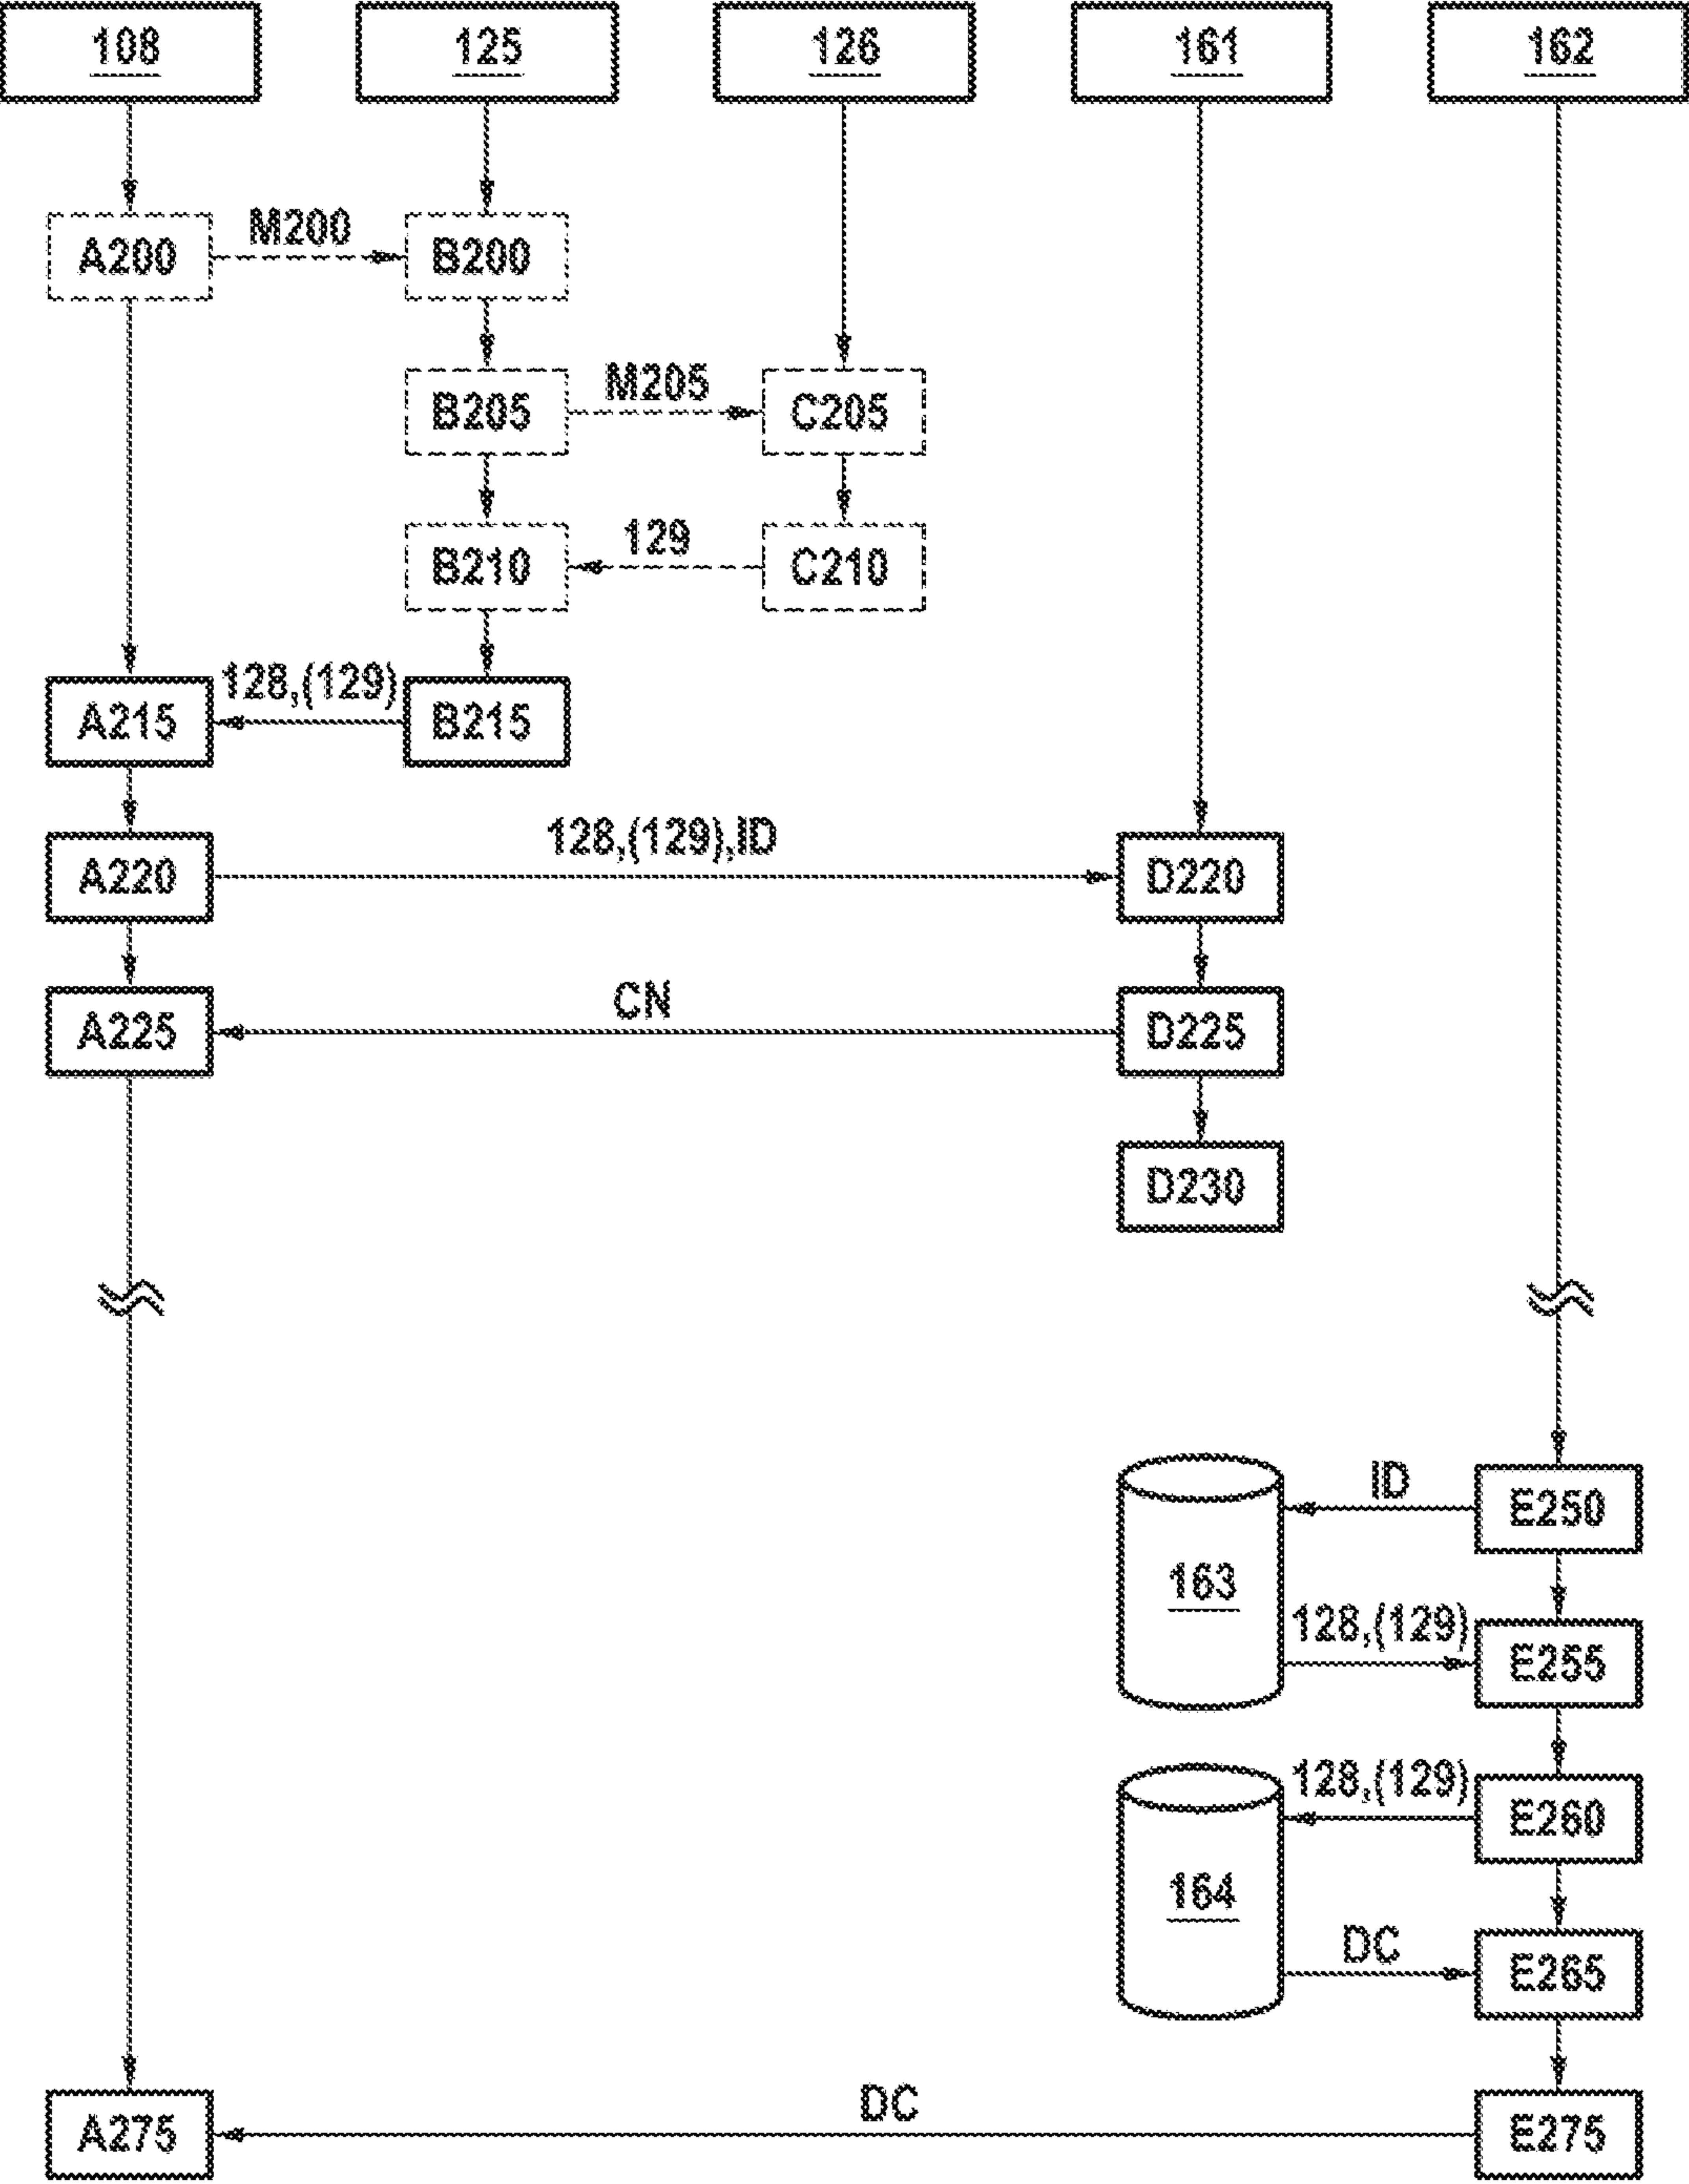 108 125 126 161 162
M200
A200 B200
M205
B205 C205
129
B210 C210
128,(129)
A215 B215
128,(129),ID
A220 D220
CN
A225 D225
D230
ID
E250
163
128,(129)
E255
128,(129)
E260
164
DC
E265
DC
A275 E275